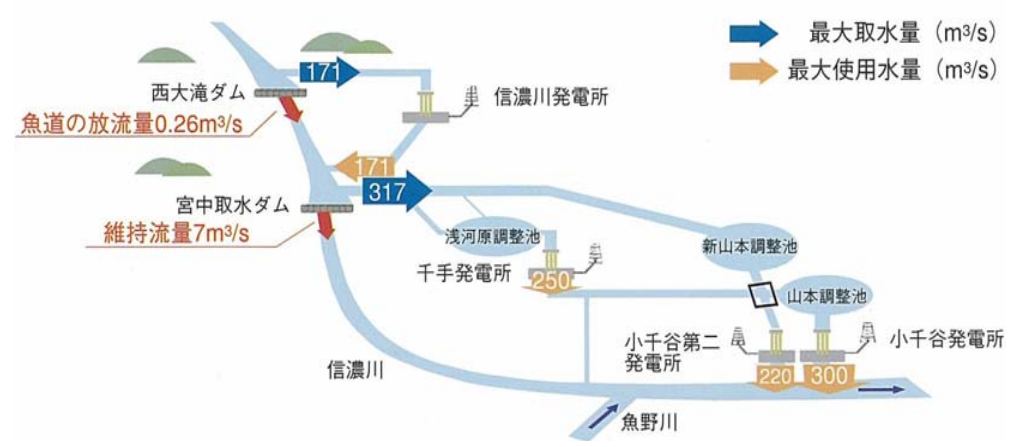 最大取水量（m³/s）
最大使用水量（m³/s）
171
西大滝ダム
信濃川発電所
魚道の放流量0.26m³/s
171
317
宮中取水ダム
維持流量7m³/s
浅河原調整池
新山本調整池
千手発電所
250
山本調整池
小千谷第二
発電所
小千谷発電所
信濃川
220
300
魚野川